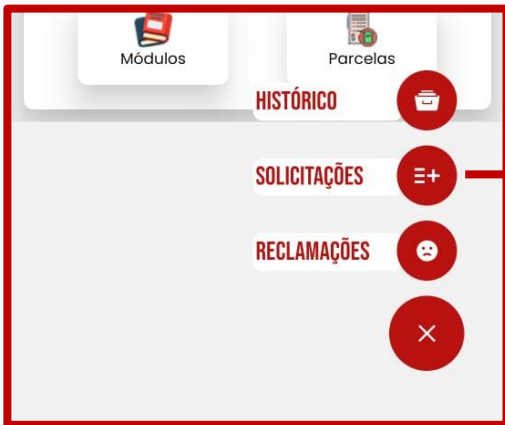 Módulos
Parcelas
HISTÓRICO
SOLICITAÇÕES
RECLAMAÇÕES